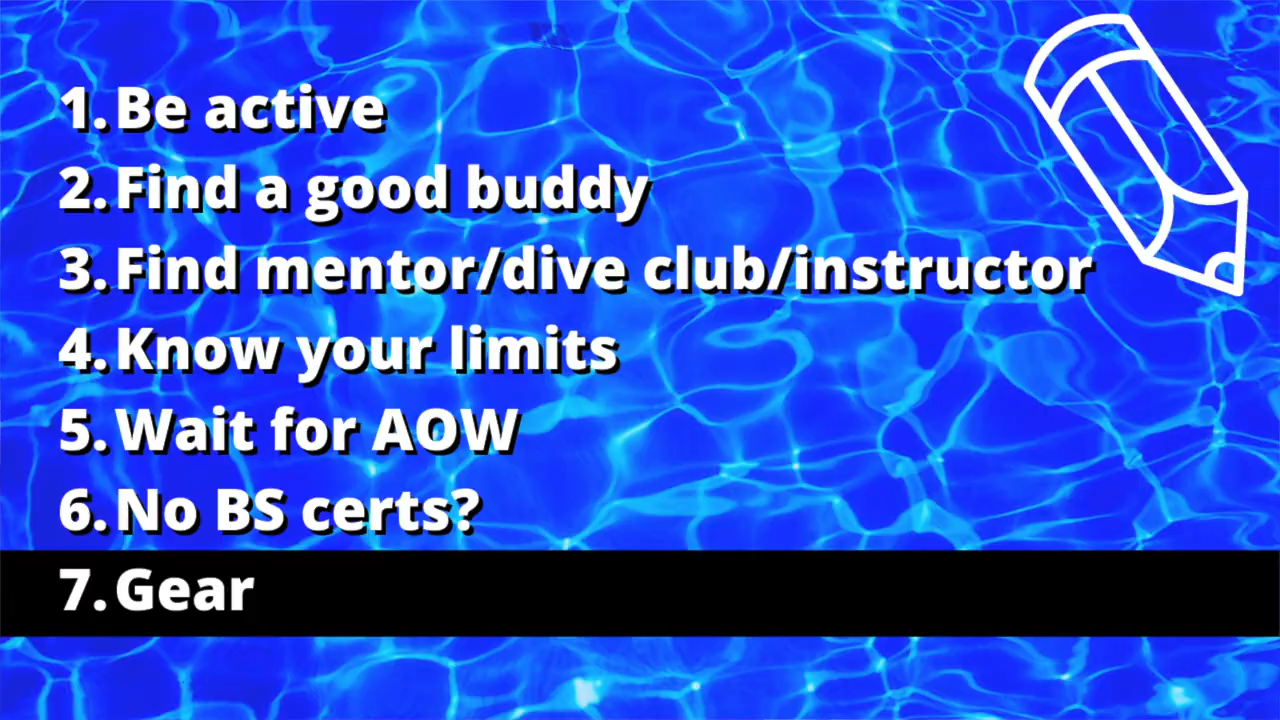 1. Be active
2. Find a good buddy
3. Find mentor/dive club/instructor
4. Know your limits
5. Wait for AOW
6. No BS certs?
7. Gear